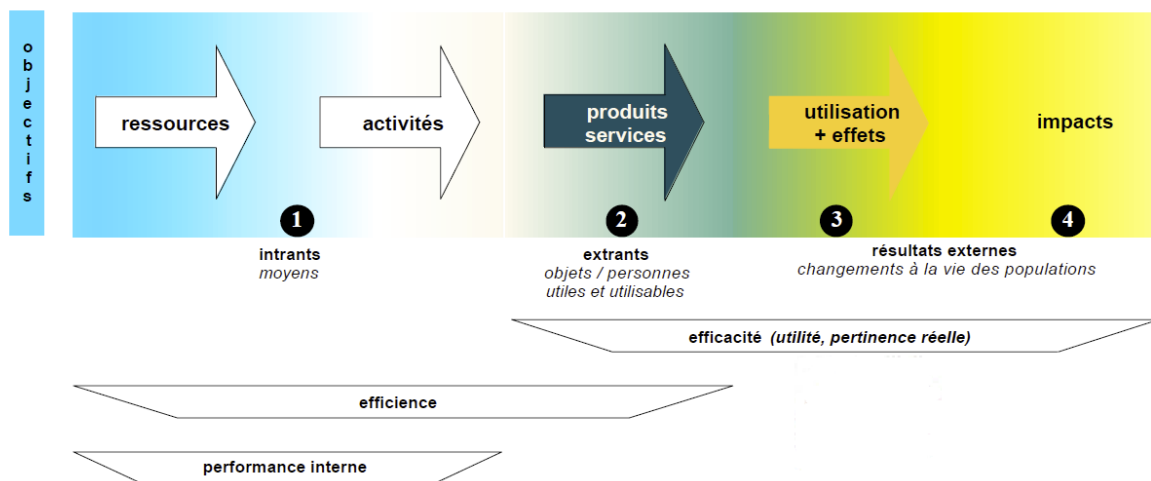 objectifs
ressources
activités
produits
services
utilisation
+ effets
impacts
1
2
3
4
intrants
moyens
extrants
objets / personnes
utiles et utilisables
résultats externes
changements à la vie des populations
efficacité (utilité, pertinence réelle)
efficience
performance interne